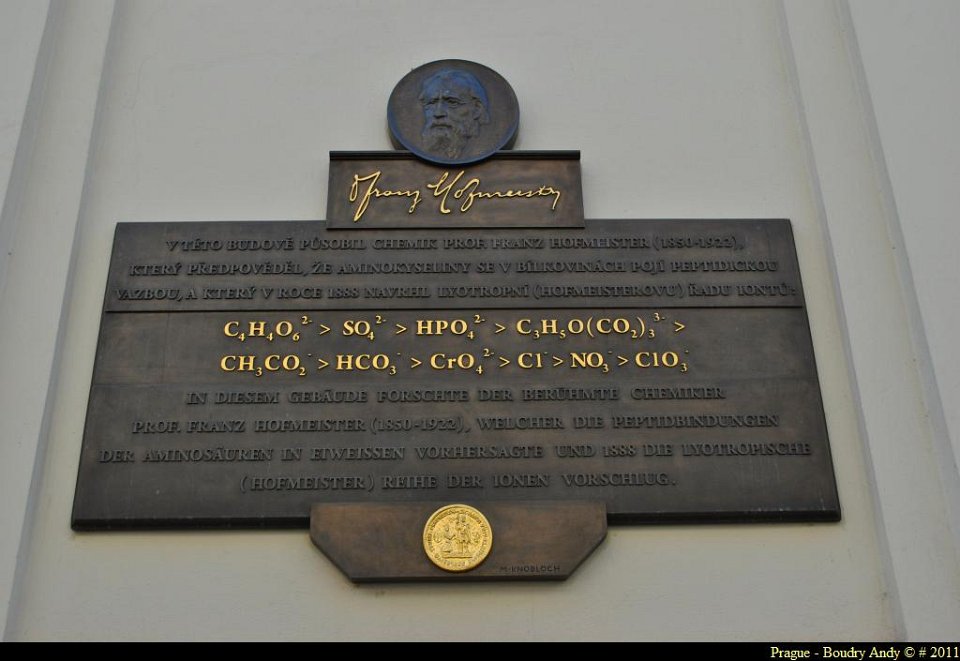 Franz Hofmeister
V TÉTO BUDOVĚ PŮSOBIL CHEMIK PROF. FRANZ HOFMEISTER (1850-1922),
KTERÝ PŘEDPOVĚDĚL, ŽE AMINOKYSELINY SE V BÍLKOVINÁCH POJÍ PEPTIDICKOU
VAZBOU, A KTERÝ V ROCE 1888 NAVRHL LYOTROPNÍ (HOFMEISTEROVU) ŘADU IONTŮ:
C₄H₄O₆²⁻ > SO₄²⁻ > HPO₄²⁻ > C₃H₅O(CO₂)₃³⁻ >
CH₃CO₂⁻ > HCO₃⁻ > CrO₄²⁻ > Cl⁻ > NO₃⁻ > ClO₃⁻
IN DIESEM GEBÄUDE FORSCHTE DER BERÜHMTE CHEMIKER
PROF. FRANZ HOFMEISTER (1850-1922), WELCHER DIE PEPTIDBINDUNGEN
DER AMINOSÄUREN IN EIWEISSEN VORHERSAGTE UND 1888 DIE LYOTROPISCHE
(HOFMEISTER) REIHE DER IONEN VORSCHLUG.
M. KNOBLOCH
Prague - Boudry Andy © # 2011